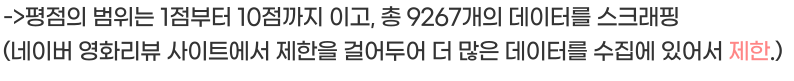 ->평점의 범위는 1점부터 10점까지 이고, 총 9267개의 데이터를 스크래핑
(네이버 영화리뷰 사이트에서 제한을 걸어두어 더 많은 데이터를 수집에 있어서 제한.)